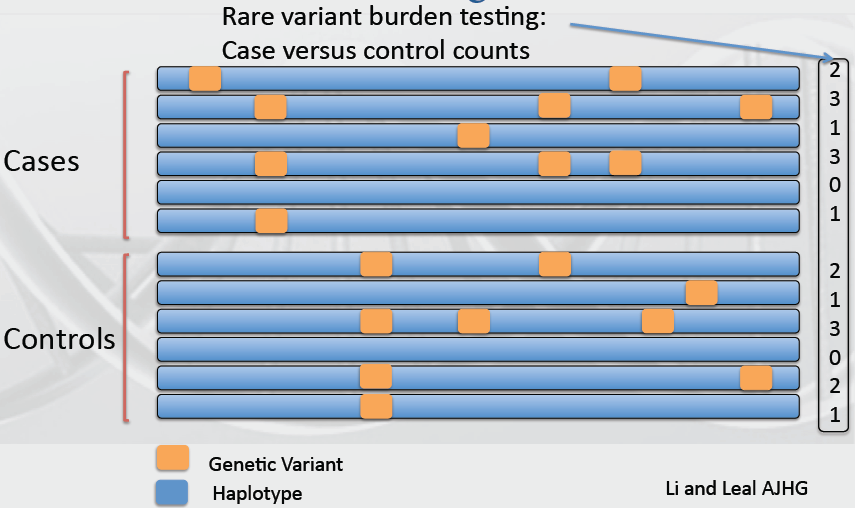 Rare variant burden testing:
Case versus control counts
2
3
1
3
0
1
Cases
2
1
3
0
2
1
Controls
Genetic Variant
Haplotype
Li and Leal AJHG